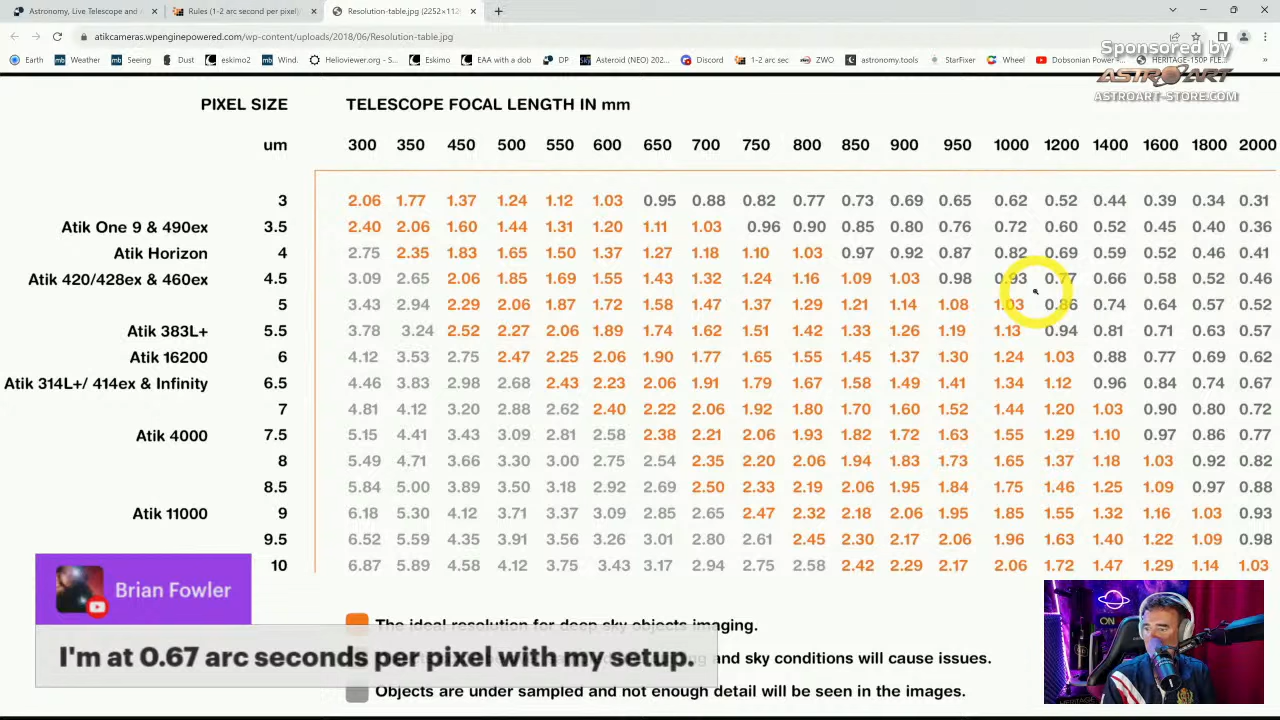 Astronomy, Live Telescope and A
Rules (1-2 arc second per pixel)
Resolution-table.jpg (2252×112
atikcameras.wpenginepowered.com/wp-content/uploads/2018/06/Resolution-table.jpg
Earth Weather Seeing Dust eskimo2 Helioviewer.org - S... Wind. Eskimo EAA with a dob DP Asteroid (NEO) 202... Discord 1-2 arc sec ZWO astronomy.tools StarFixer Wheel Dobsonian Power -... HERITAGE-150P FLE...
Sponsored by
ASTROART
ASTROART-STORE.COM
PIXEL SIZE TELESCOPE FOCAL LENGTH IN mm
um 300 350 450 500 550 600 650 700 750 800 850 900 950 1000 1200 1400 1600 1800 2000
3 2.06 1.77 1.37 1.24 1.12 1.03 0.95 0.88 0.82 0.77 0.73 0.69 0.65 0.62 0.52 0.44 0.39 0.34 0.31
Atik One 9 & 490ex 3.5 2.40 2.06 1.60 1.44 1.31 1.20 1.11 1.03 0.96 0.90 0.85 0.80 0.76 0.72 0.60 0.52 0.45 0.40 0.36
Atik Horizon 4 2.75 2.35 1.83 1.65 1.50 1.37 1.27 1.18 1.10 1.03 0.97 0.92 0.87 0.82 0.69 0.59 0.52 0.46 0.41
Atik 420/428ex & 460ex 4.5 3.09 2.65 2.06 1.85 1.69 1.55 1.43 1.32 1.24 1.16 1.09 1.03 0.98 0.93 0.77 0.66 0.58 0.52 0.46
5 3.43 2.94 2.29 2.06 1.87 1.72 1.58 1.47 1.37 1.29 1.21 1.14 1.08 1.03 0.86 0.74 0.64 0.57 0.52
Atik 383L+ 5.5 3.78 3.24 2.52 2.27 2.06 1.89 1.74 1.62 1.51 1.42 1.33 1.26 1.19 1.13 0.94 0.81 0.71 0.63 0.57
Atik 16200 6 4.12 3.53 2.75 2.47 2.25 2.06 1.90 1.77 1.65 1.55 1.45 1.37 1.30 1.24 1.03 0.88 0.77 0.69 0.62
Atik 314L+/ 414ex & Infinity 6.5 4.46 3.83 2.98 2.68 2.43 2.23 2.06 1.91 1.79 1.67 1.58 1.49 1.41 1.34 1.12 0.96 0.84 0.74 0.67
7 4.81 4.12 3.20 2.88 2.62 2.40 2.22 2.06 1.92 1.80 1.70 1.60 1.52 1.44 1.20 1.03 0.90 0.80 0.72
Atik 4000 7.5 5.15 4.41 3.43 3.09 2.81 2.58 2.38 2.21 2.06 1.93 1.82 1.72 1.63 1.55 1.29 1.10 0.97 0.86 0.77
8 5.49 4.71 3.66 3.30 3.00 2.75 2.54 2.35 2.20 2.06 1.94 1.83 1.73 1.65 1.37 1.18 1.03 0.92 0.82
8.5 5.84 5.00 3.89 3.50 3.18 2.92 2.69 2.50 2.33 2.19 2.06 1.95 1.84 1.75 1.46 1.25 1.09 0.97 0.88
Atik 11000 9 6.18 5.30 4.12 3.71 3.37 3.09 2.85 2.65 2.47 2.32 2.18 2.06 1.95 1.85 1.55 1.32 1.16 1.03 0.93
9.5 6.52 5.59 4.35 3.91 3.56 3.26 3.01 2.80 2.61 2.45 2.30 2.17 2.06 1.96 1.63 1.40 1.22 1.09 0.98
10 6.87 5.89 4.58 4.12 3.75 3.43 3.17 2.94 2.75 2.58 2.42 2.29 2.17 2.06 1.72 1.47 1.29 1.14 1.03
Brian Fowler
The ideal resolution for deep sky objects imaging.
I'm at 0.67 arc seconds per pixel with my setup.
and sky conditions will cause issues.
Objects are under sampled and not enough detail will be seen in the images.
ON
HERITAGE